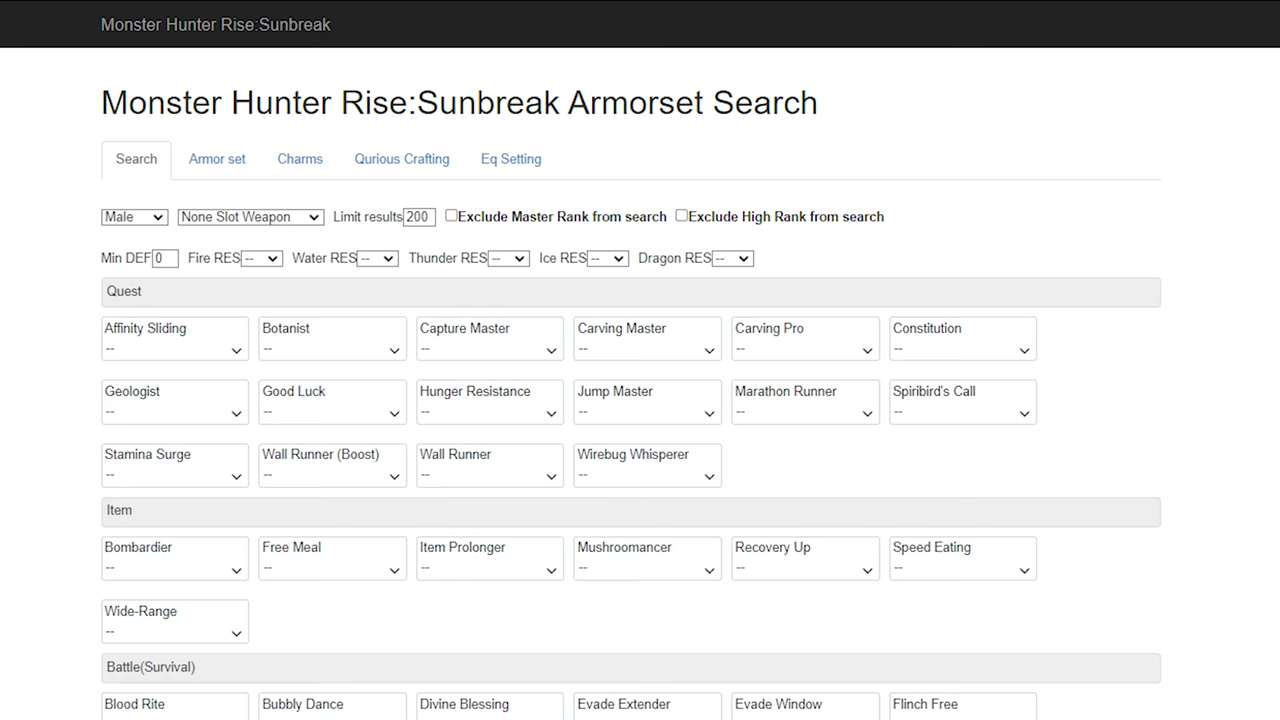 Monster Hunter Rise:Sunbreak
Monster Hunter Rise:Sunbreak Armorset Search
Search Armor set Charms Qurious Crafting Eq Setting
Male None Slot Weapon Limit results 200 Exclude Master Rank from search Exclude High Rank from search
Min DEF 0 Fire RES -- Water RES -- Thunder RES -- Ice RES -- Dragon RES --
Quest
Affinity Sliding Botanist Capture Master Carving Master Carving Pro Constitution
-- -- -- -- -- --
Geologist Good Luck Hunger Resistance Jump Master Marathon Runner Spiribird's Call
-- -- -- -- -- --
Stamina Surge Wall Runner (Boost) Wall Runner Wirebug Whisperer
-- -- -- --
Item
Bombardier Free Meal Item Prolonger Mushroomancer Recovery Up Speed Eating
-- -- -- -- -- --
Wide-Range
--
Battle(Survival)
Blood Rite Bubbly Dance Divine Blessing Evade Extender Evade Window Flinch Free